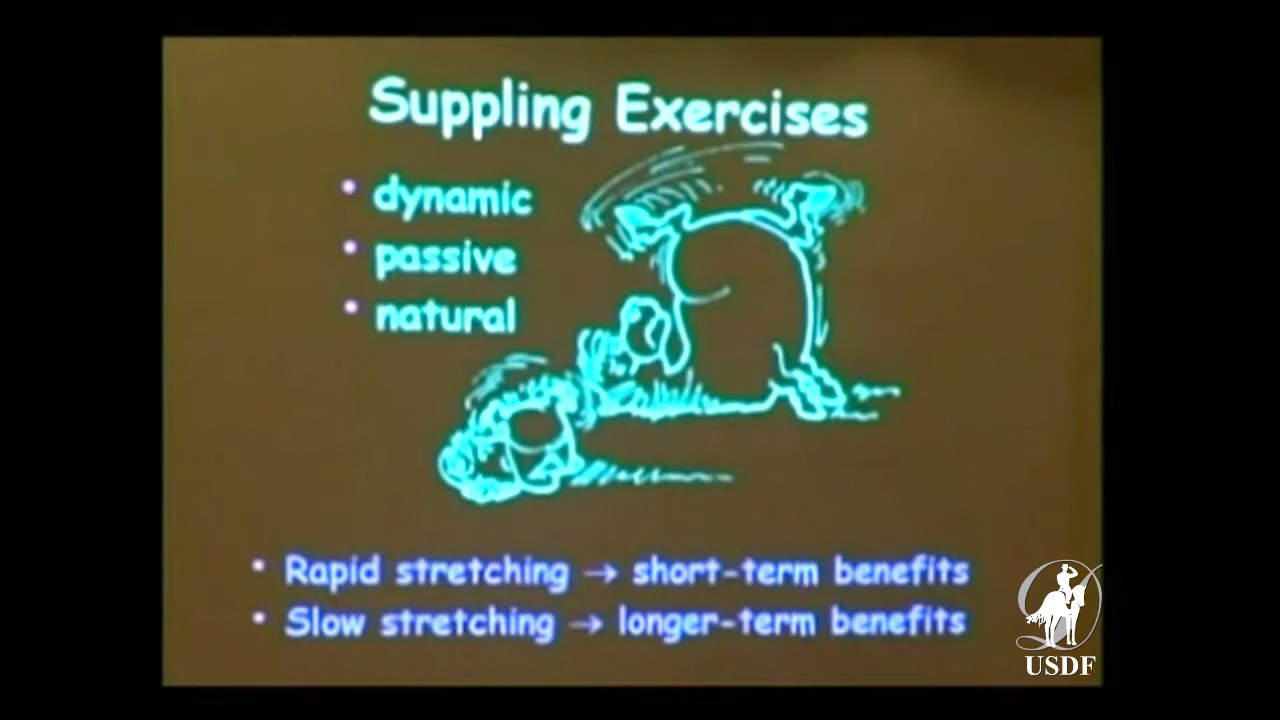 Suppling Exercises
• dynamic
• passive
• natural
• Rapid stretching → short-term benefits
• Slow stretching → longer-term benefits
USDF